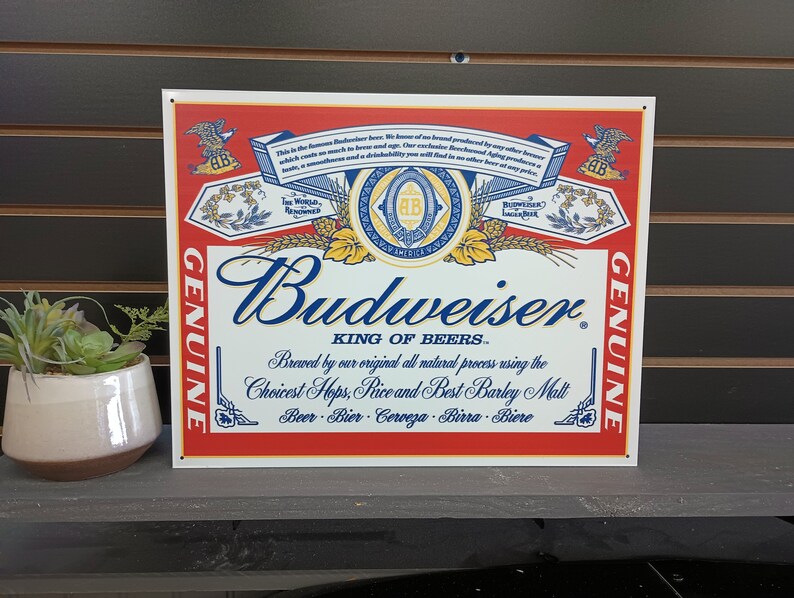 This is the famous Budweiser beer. We know of no brand produced by any other brewer
which costs so much to brew and age. Our exclusive Beechwood Aging produces a
taste, a smoothness and a drinkability you will find in no other beer at any price.
AB
AB
THE WORLD
RENOWNED
AB
BUDWEISER
LAGER BEER
AMERICA
GENUINE
Budweiser®
GENUINE
KING OF BEERS™
Brewed by our original all natural process using the
Choicest Hops, Rice and Best Barley Malt
Beer · Bier · Cerveza · Birra · Biere